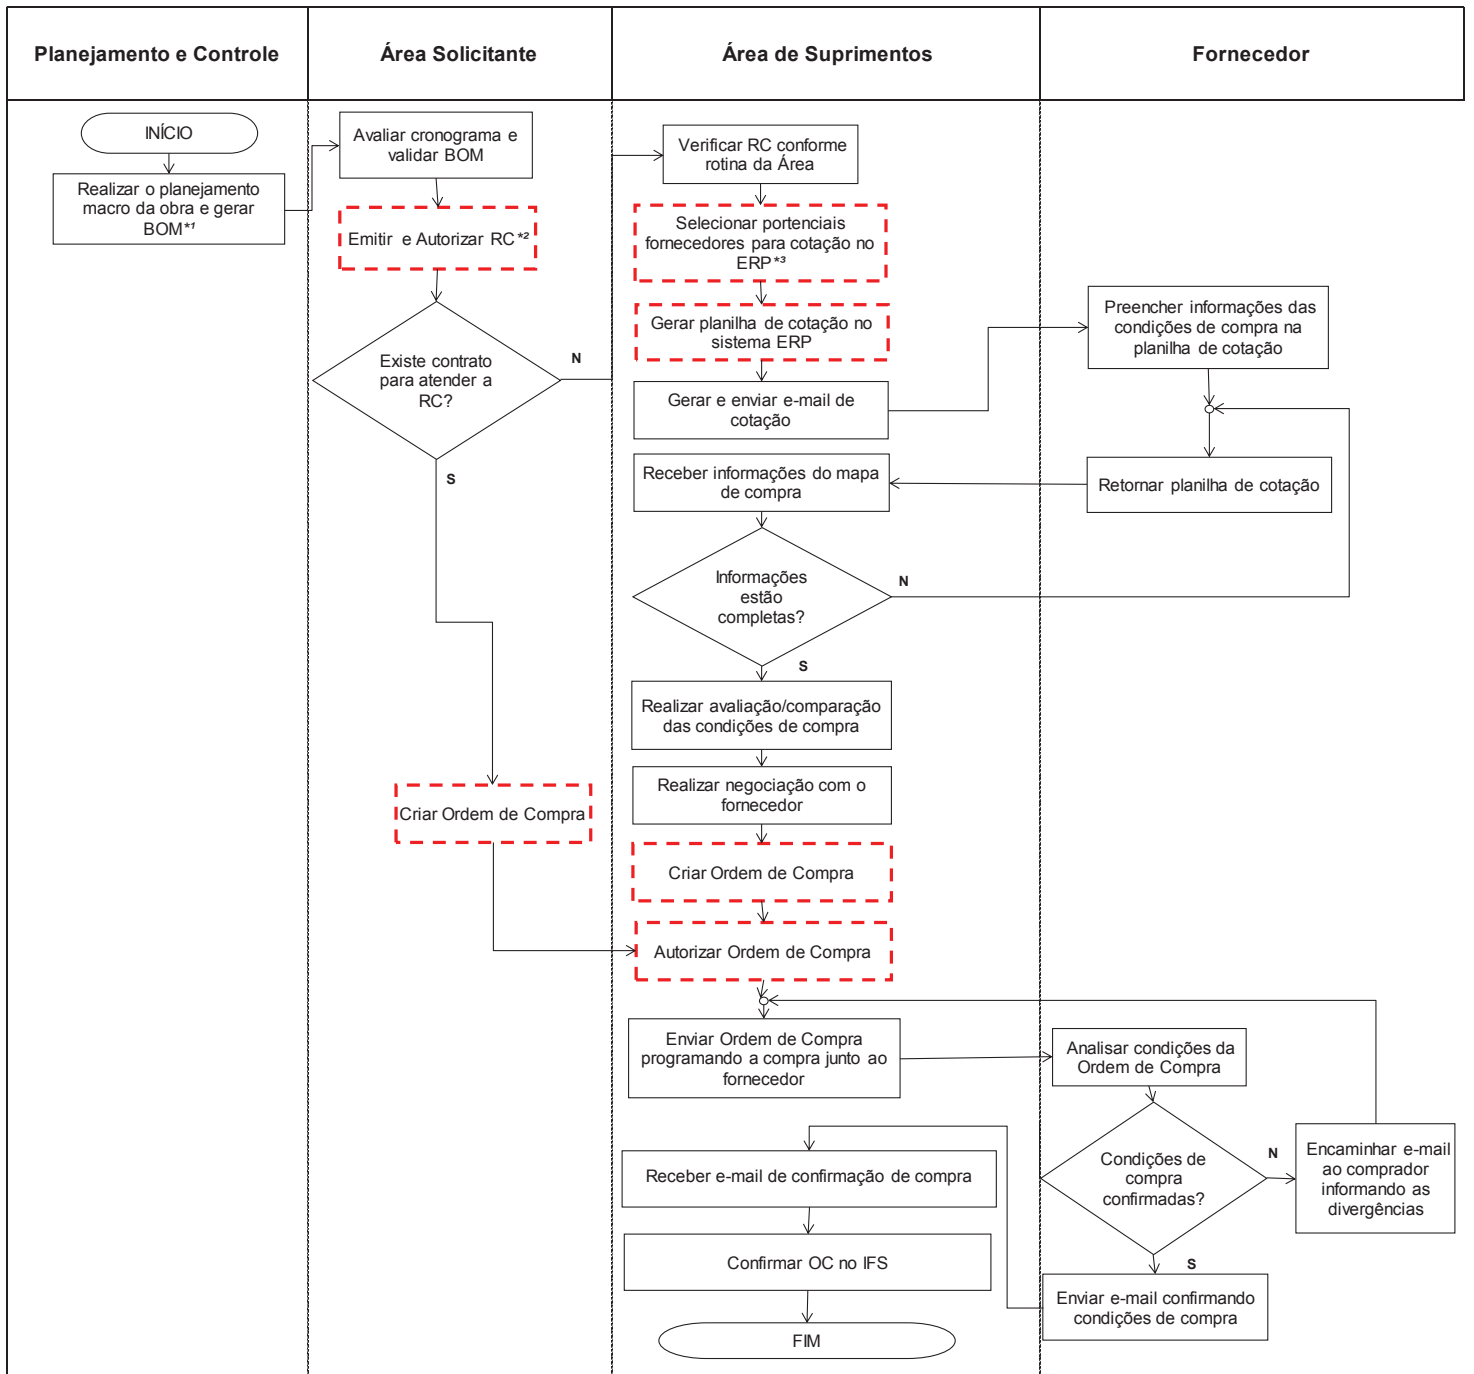 Planejamento e Controle
Área Solicitante
Área de Suprimentos
Fornecedor
INÍCIO
Realizar o planejamento
macro da obra e gerar
BOM*¹
Avaliar cronograma e
validar BOM
Emitir e Autorizar RC*²
Existe contrato
para atender a
RC?
N
S
Criar Ordem de Compra
Verificar RC conforme
rotina da Área
Selecionar portenciais
fornecedores para cotação no
ERP*³
Gerar planilha de cotação no
sistema ERP
Gerar e enviar e-mail de
cotação
Preencher informações das
condições de compra na
planilha de cotação
Retornar planilha de cotação
Receber informações do mapa
de compra
Informações
estão
completas?
N
S
Realizar avaliação/comparação
das condições de compra
Realizar negociação com o
fornecedor
Criar Ordem de Compra
Autorizar Ordem de Compra
Enviar Ordem de Compra
programando a compra junto ao
fornecedor
Analisar condições da
Ordem de Compra
Condições de
compra
confirmadas?
N
Encaminhar e-mail
ao comprador
informando as
divergências
S
Enviar e-mail confirmando
condições de compra
Receber e-mail de confirmação de compra
Confirmar OC no IFS
FIM